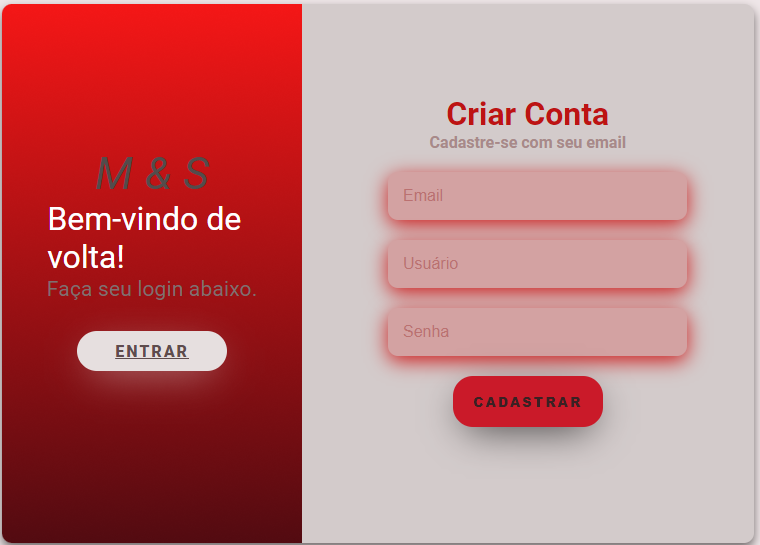 M & S
Bem-vindo de
volta!
Faça seu login abaixo.
ENTRAR
Criar Conta
Cadastre-se com seu email
Email
Usuário
Senha
CADASTRAR